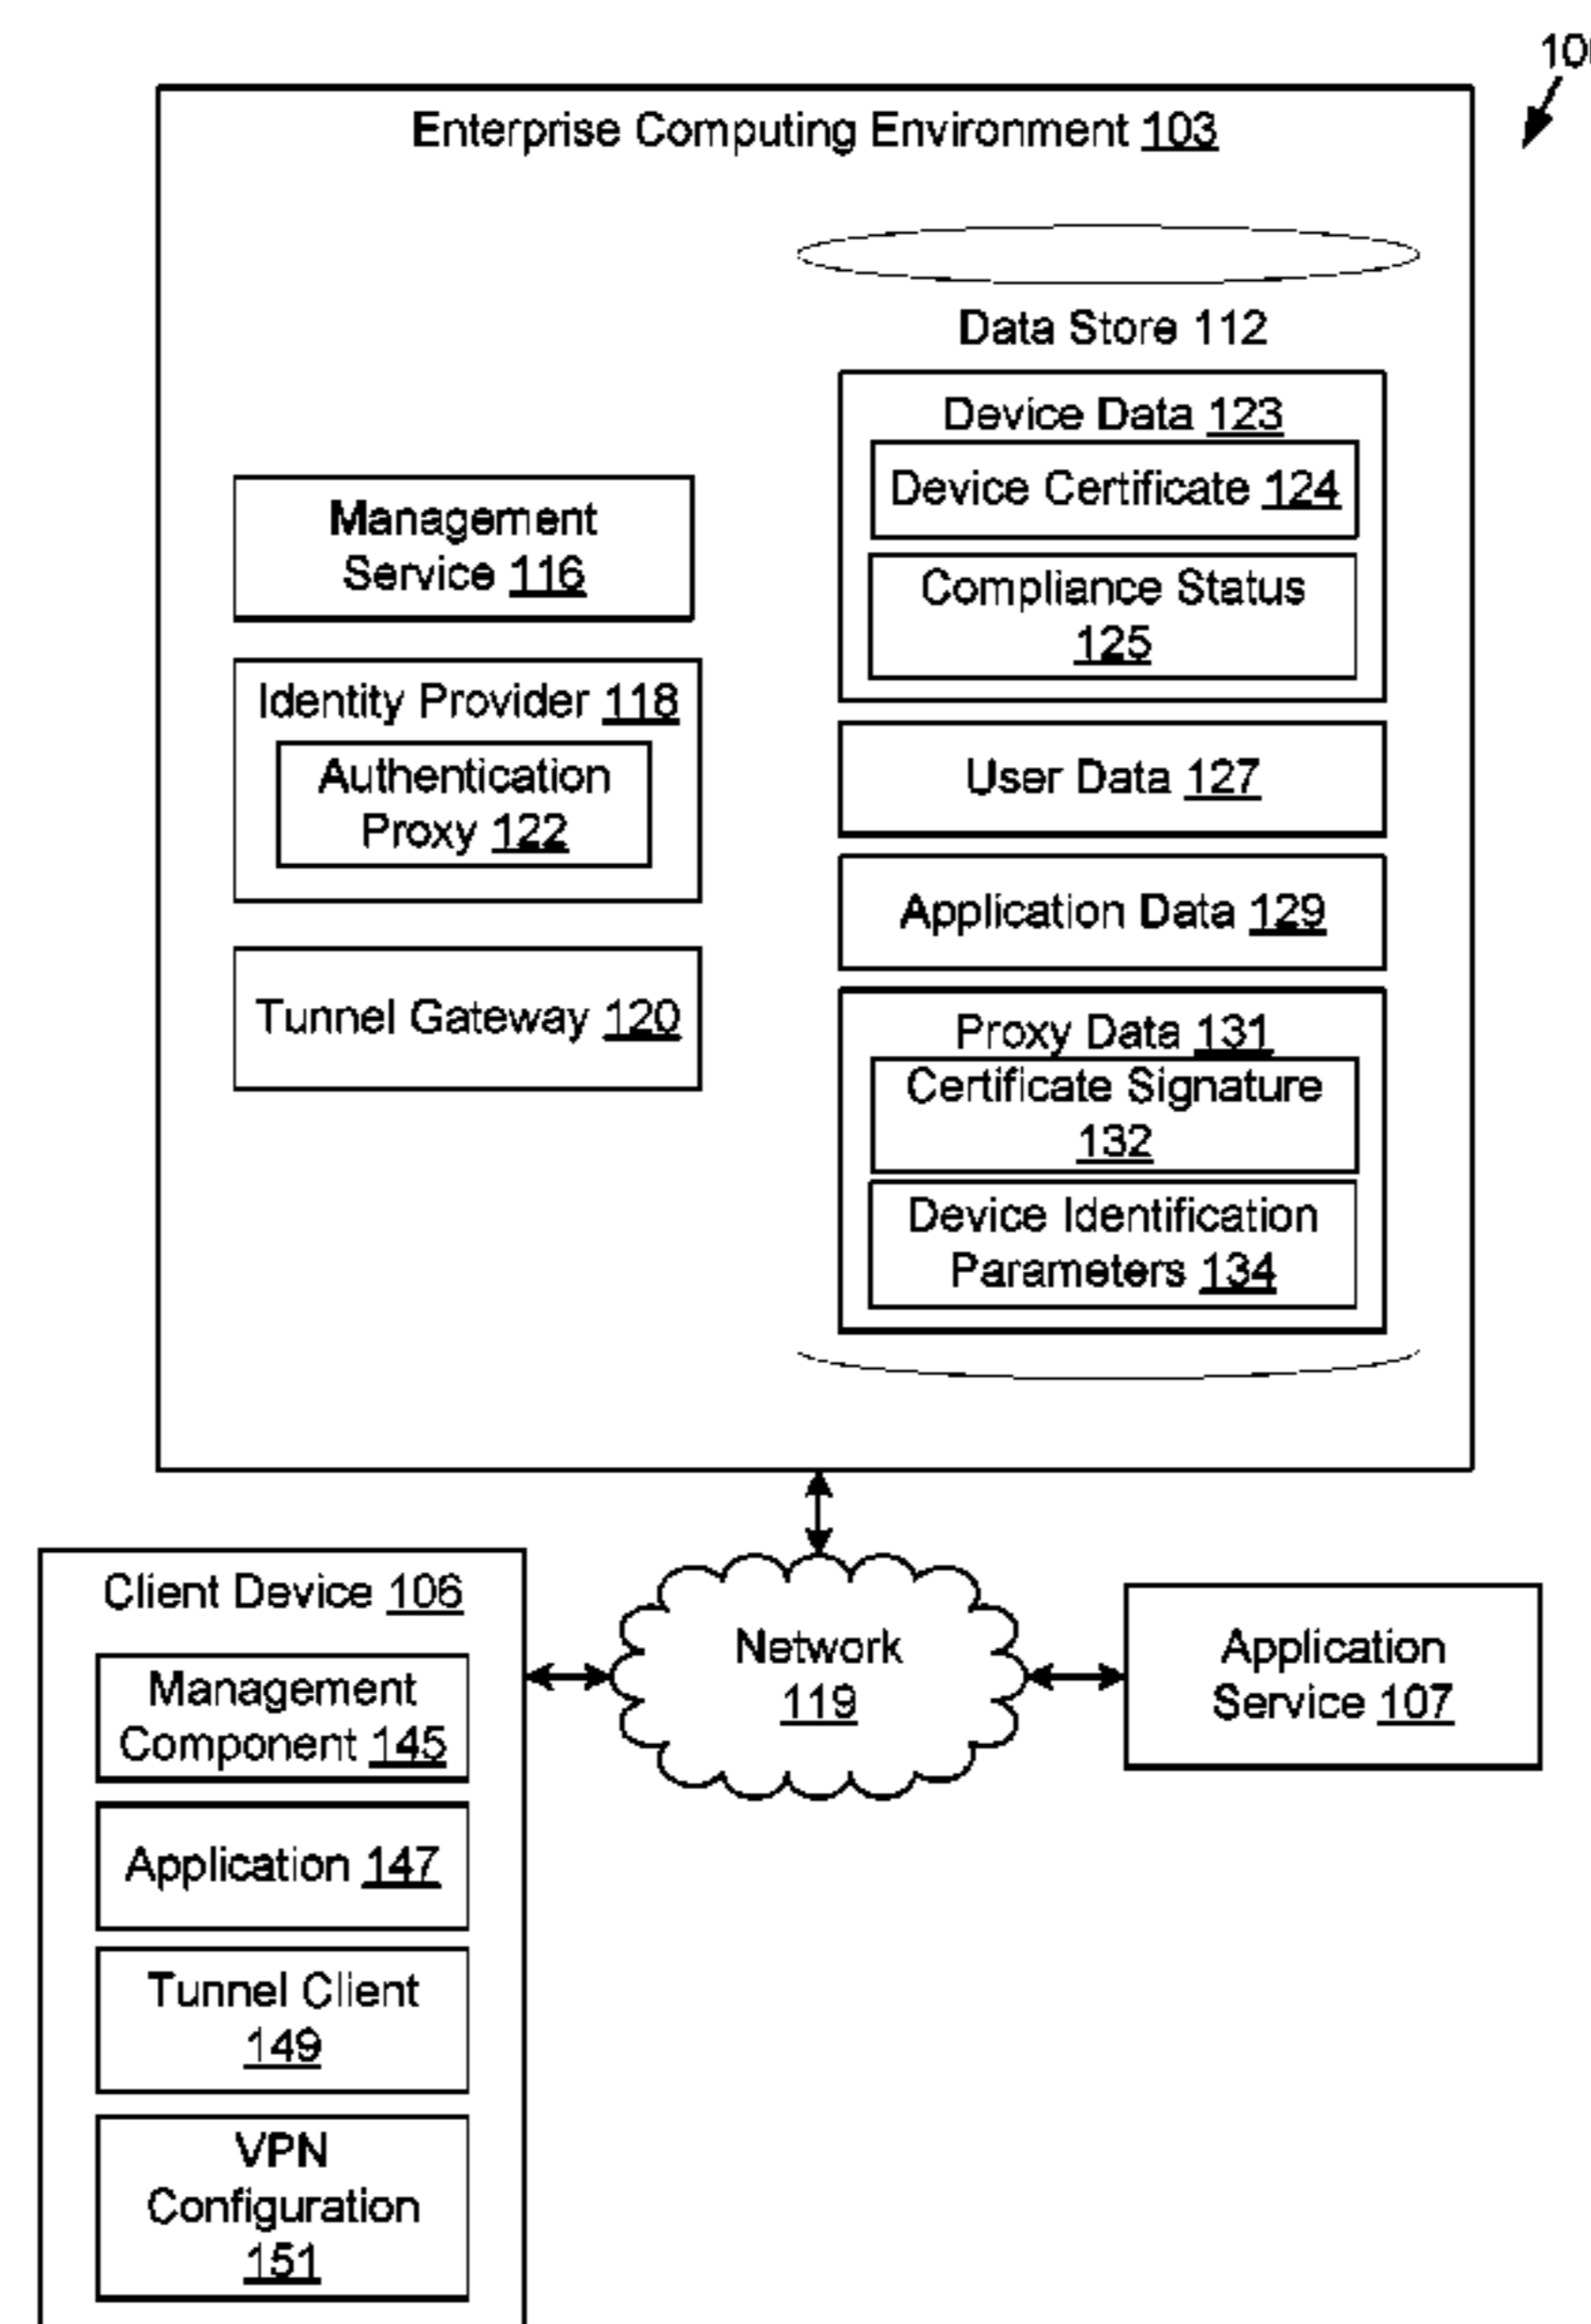 100
Enterprise Computing Environment 103
Data Store 112
Device Data 123
Device Certificate 124
Compliance Status
125
Management
Service 116
Identity Provider 118
Authentication
Proxy 122
User Data 127
Application Data 129
Tunnel Gateway 120
Proxy Data 131
Certificate Signature
132
Device Identification
Parameters 134
Client Device 106
Management
Component 145
Application 147
Tunnel Client
149
VPN
Configuration
151
Network
119
Application
Service 107